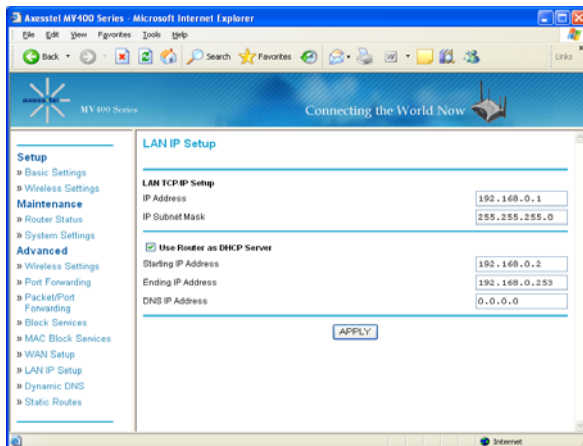 Axesstel MV400 Series - Microsoft Internet Explorer
File Edit View Favorites Tools Help
Back Search Favorites Links
axesstel MV400 Series Connecting the World Now
Setup
» Basic Settings
» Wireless Settings
Maintenance
» Router Status
» System Settings
Advanced
» Wireless Settings
» Port Forwarding
» Packet/Port
Forwarding
» Block Services
» MAC Block Services
» WAN Setup
» LAN IP Setup
» Dynamic DNS
» Static Routes
LAN IP Setup
LAN TCP/IP Setup
IP Address 192.168.0.1
IP Subnet Mask 255.255.255.0
Use Router as DHCP Server
Starting IP Address 192.168.0.2
Ending IP Address 192.168.0.253
DNS IP Address 0.0.0.0
APPLY
Internet